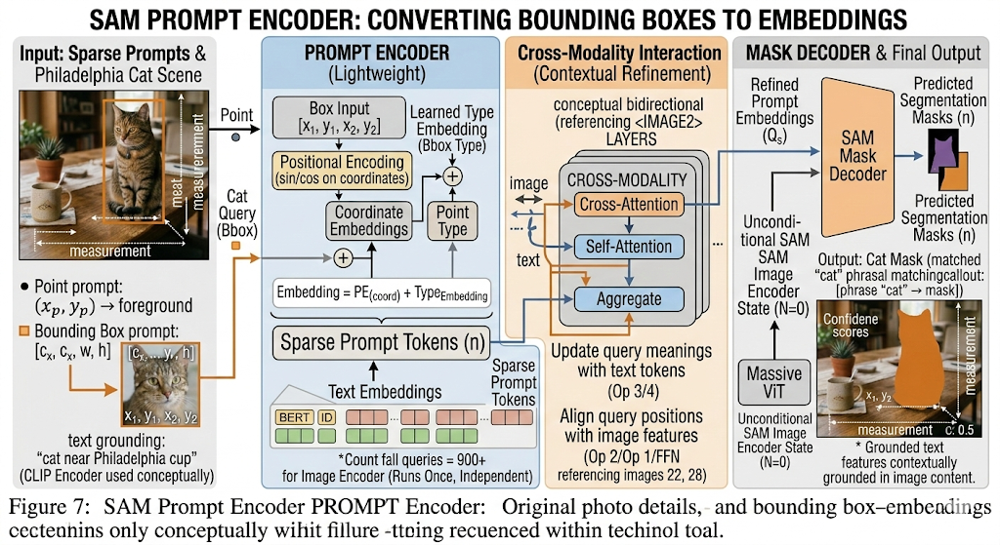 SAM PROMPT ENCODER: CONVERTING BOUNDING BOXES TO EMBEDDINGS
Input: Sparse Prompts &
Philadelphia Cat Scene
meat
measurerement
measurement
● Point prompt:
(xₚ, yₚ) → foreground
Bounding Box prompt:
[cₓ, cₓ, w, h]
[cₓ, ... y, h]
x₁, y₁, x₂, y₂
text grounding:
“cat near Philadelphia cup”
(CLIP Encoder used conceptually)
Point
Cat
Query
(Bbox)
PROMPT ENCODER
(Lightweight)
Box Input
[x₁, y₁, x₂, y₂]
Positional Encoding
(sin/cos on coordinates)
Coordinate
Embeddings
Learned Type
Embedding
(Bbox Type)
+
Point
Type
+
Embedding = PE(coord) + TypeEmbedding
Sparse Prompt Tokens (n)
Text Embeddings
Sparse
Prompt
Tokens
BERT ID ... ...
*Count fall queries = 900+
for Image Encoder (Runs Once, Independent)
Cross-Modality Interaction
(Contextual Refinement)
conceptual bidirectional
(referencing <IMAGE2>
LAYERS
image
text
CROSS-MODALITY
Cross-Attention
Self-Attention
Aggregate
...
Update query meanings
with text tokens
(Op 3/4)
Align query positions
with image features
(Op 2/Op 1/FFN
referencing images 22, 28)
MASK DECODER & Final Output
Refined
Prompt
Embeddings
(Qₛ)
SAM
Mask
Decoder
Predicted
Segmentation
Masks (n)
Predicted
Segmentation
Masks (n)
Uncondi-
tional SAM
SAM
Image
Encoder
State (N=0)
Massive
ViT
Unconditional
SAM Image
Encoder State
(N=0)
Output: Cat Mask (matched
“cat” phrasal matchingcallout:
[phrase “cat” → mask])
Confidene
scores
measurement
x₁, y₂
measurement
c: 0.5
* Grounded text
features contextually
grounded in image content.
Figure 7: SAM Prompt Encoder PROMPT Encoder: Original photo details,- and bounding box–embedings
only conceptually within technol toal.